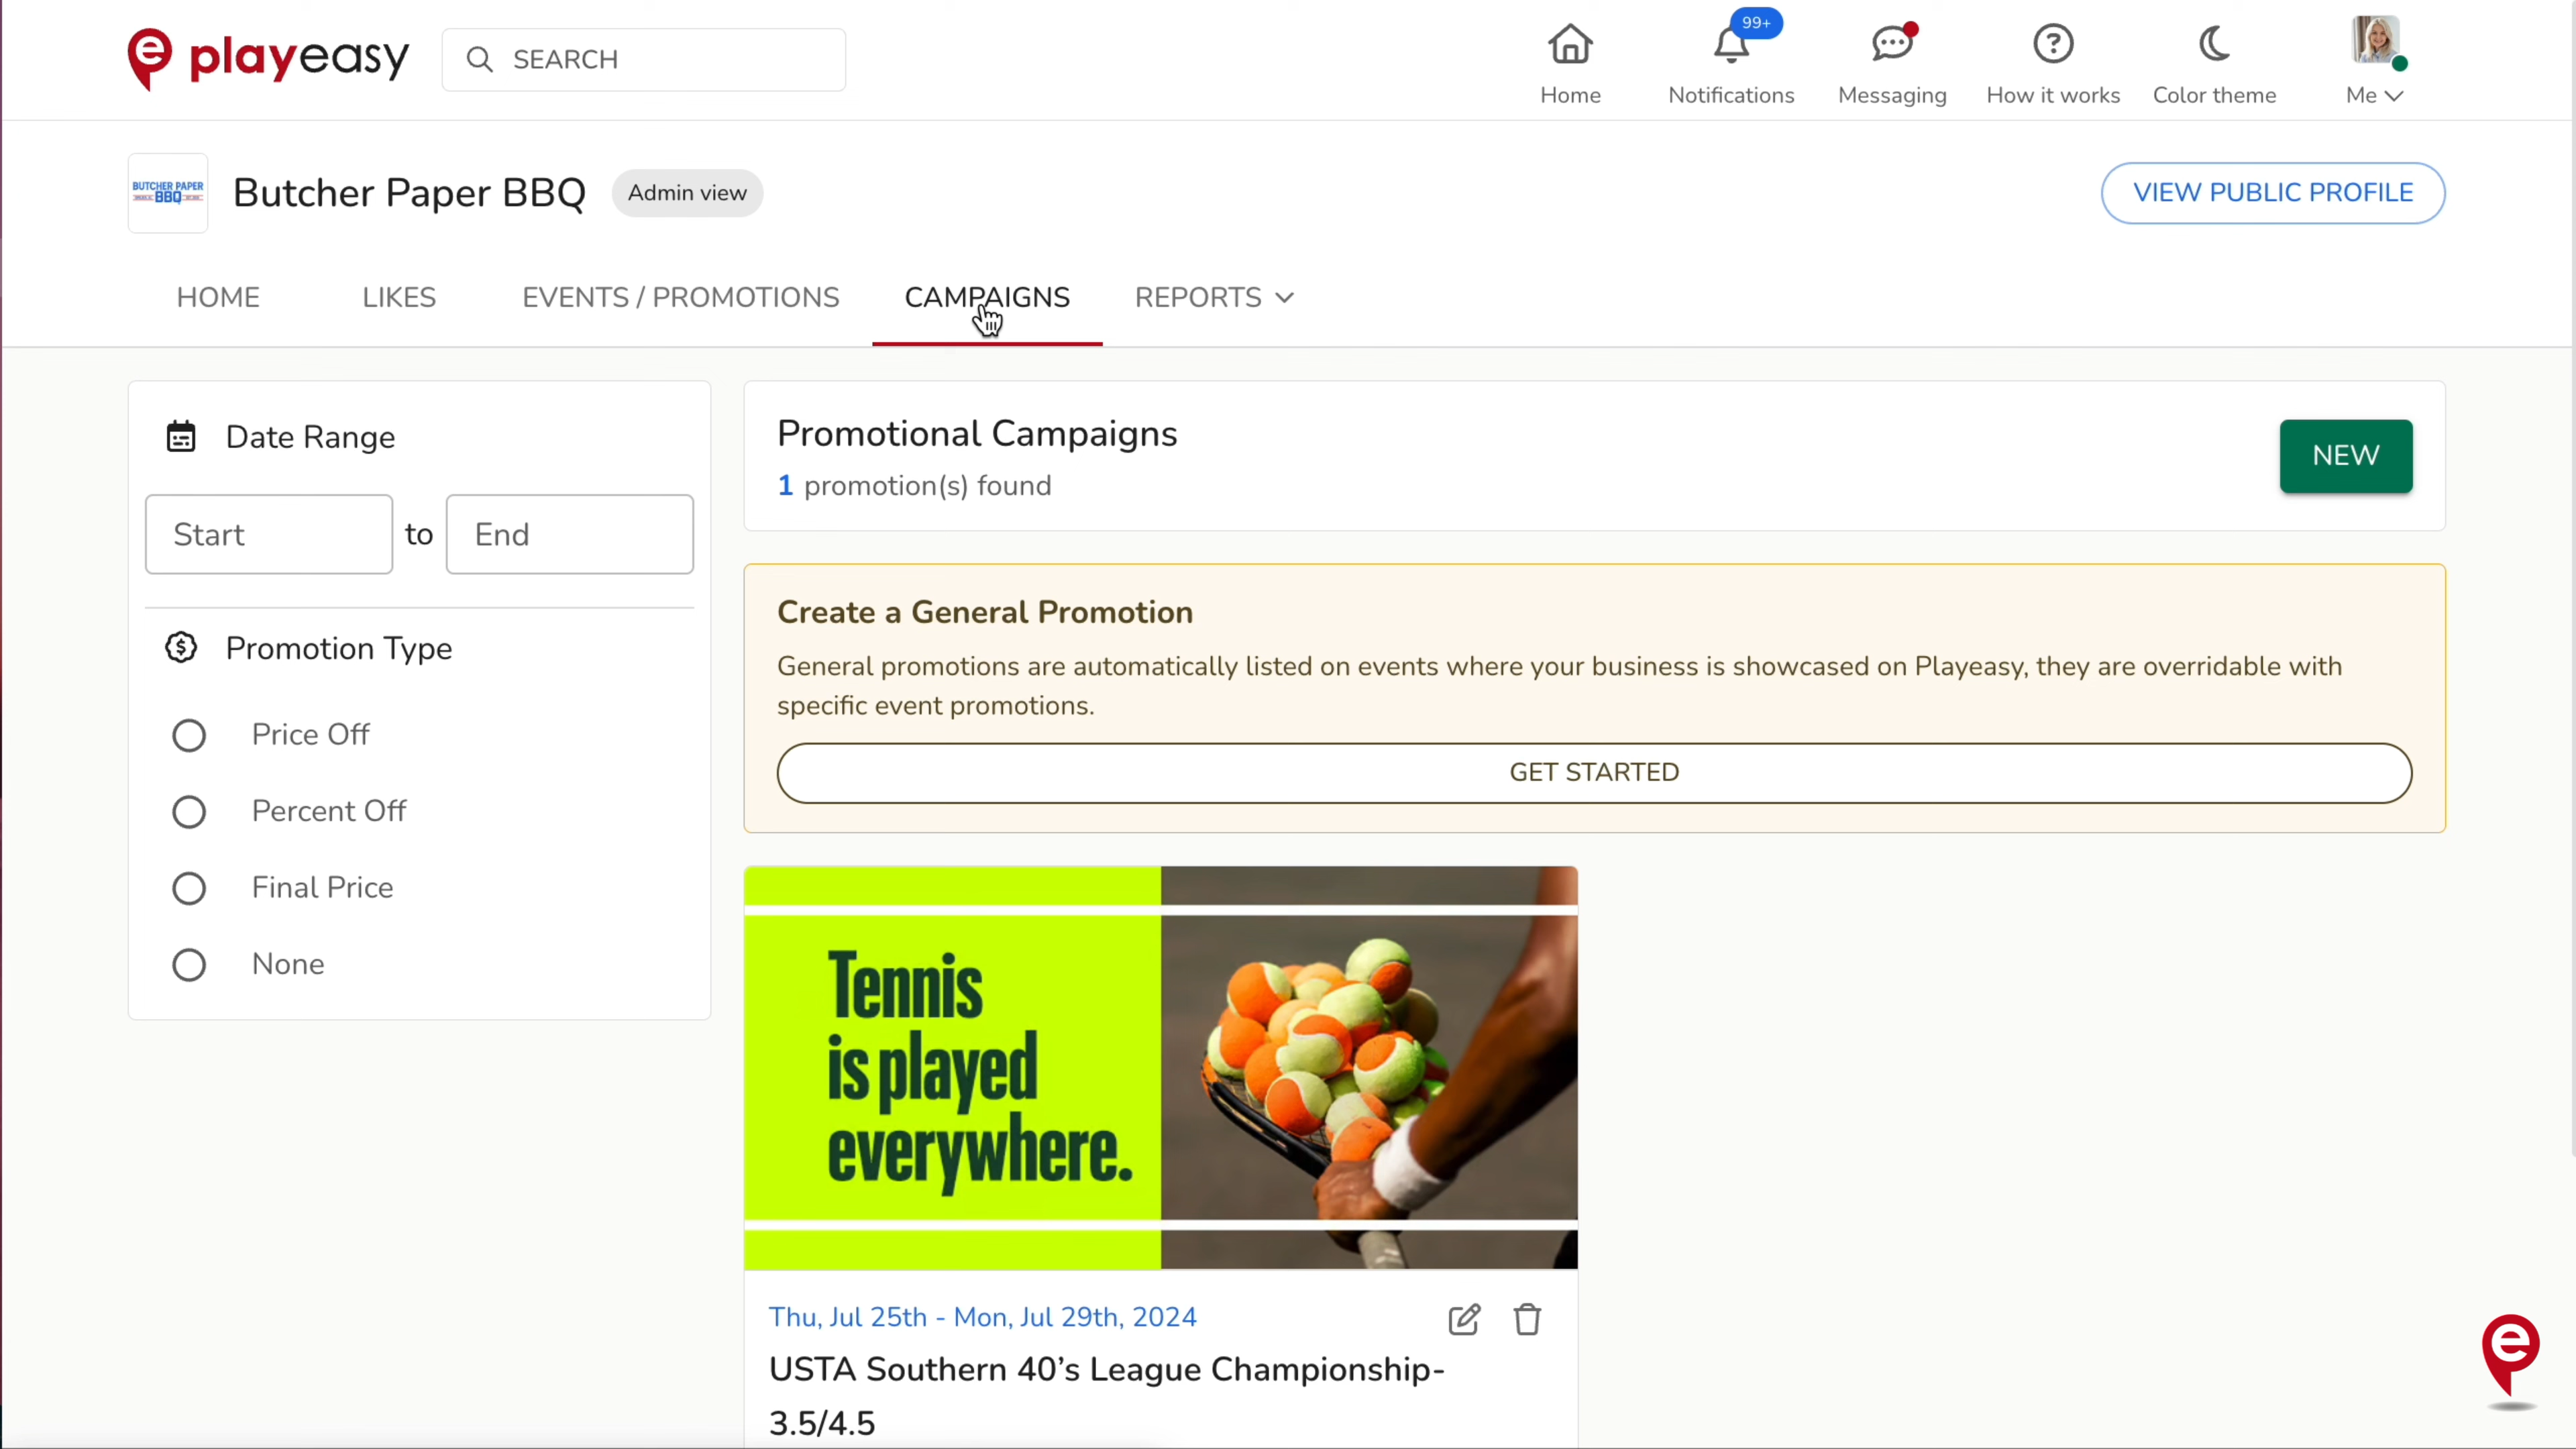 playeasy
SEARCH
Home
99+
Notifications
Messaging
How it works
Color theme
Me
BUTCHER PAPER
BBQ
Butcher Paper BBQ
Admin view
VIEW PUBLIC PROFILE
HOME
LIKES
EVENTS / PROMOTIONS
CAMPAIGNS
REPORTS
Date Range
Start
to
End
Promotion Type
Price Off
Percent Off
Final Price
None
Promotional Campaigns
1 promotion(s) found
NEW
Create a General Promotion
General promotions are automatically listed on events where your business is showcased on Playeasy, they are overridable with
specific event promotions.
GET STARTED
Tennis
is played
everywhere.
Thu, Jul 25th - Mon, Jul 29th, 2024
USTA Southern 40’s League Championship-
3.5/4.5